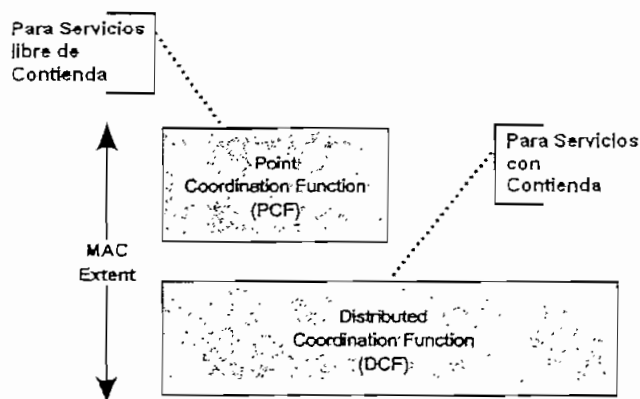 Para Servicios
libre de
Contienda
Point
Coordination Function
(PCF)
Para Servicios
con
Contienda
MAC
Extent
Distributed
Coordination Function
(DCF)